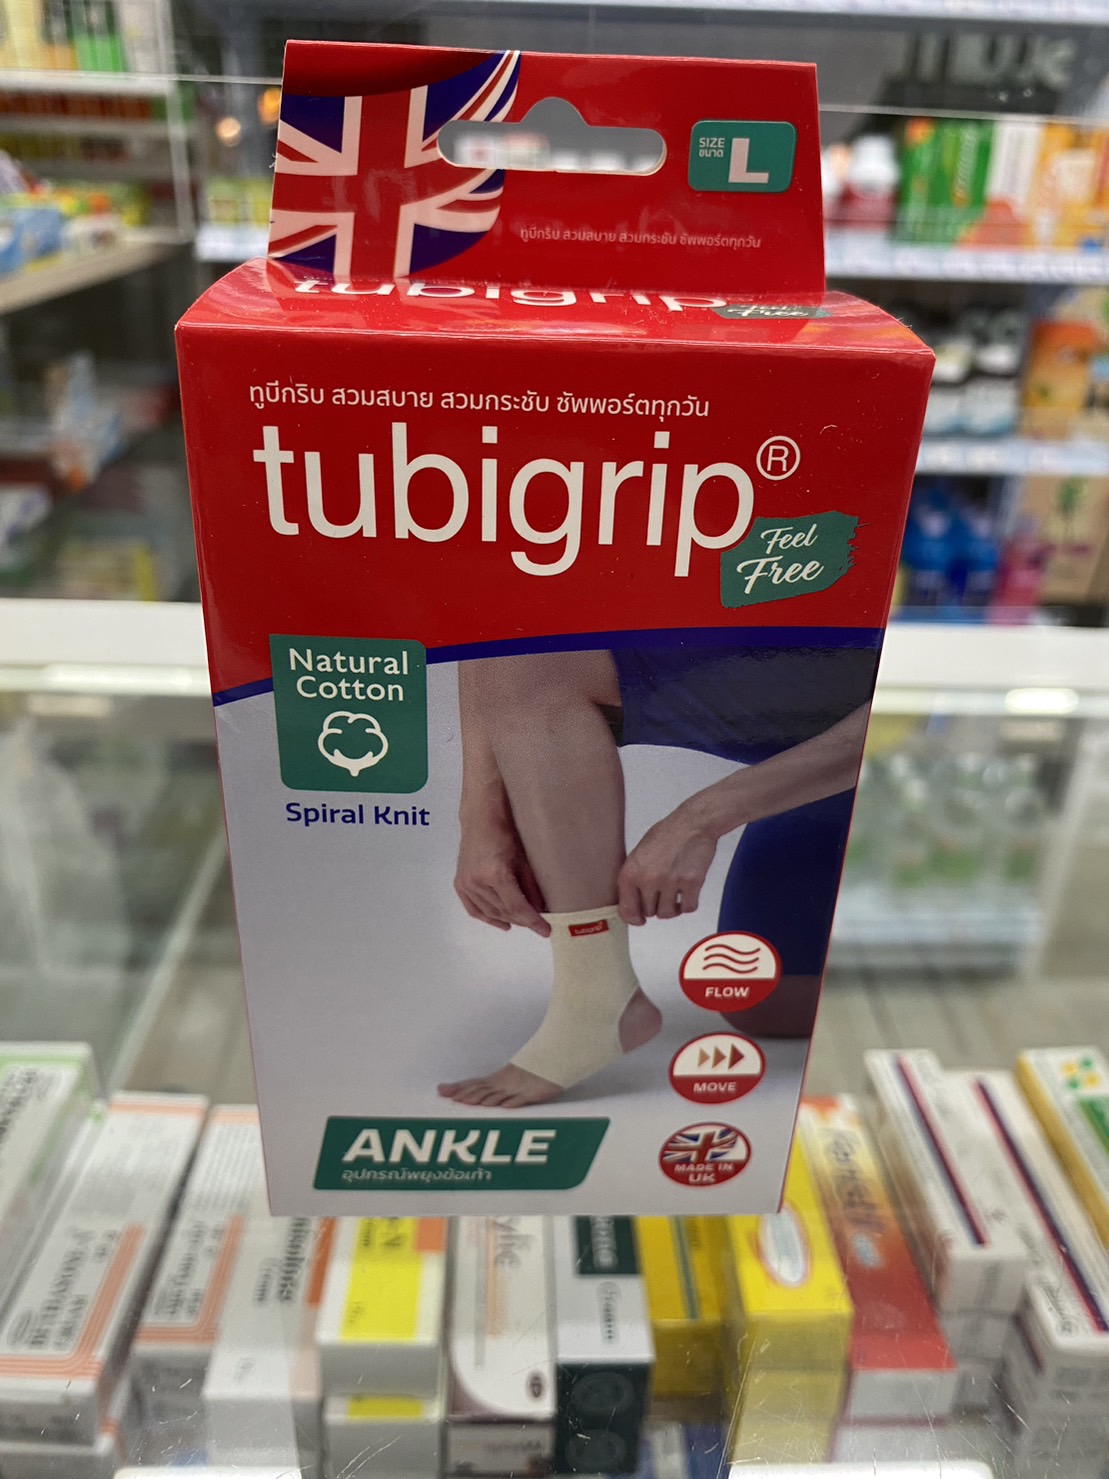 SIZE
ขนาด
L
ทูบีกริบ สวมสบาย สวมกระชับ ซัพพอร์ตทุกวัน
tubigrip
Free
ทูบีกริบ สวมสบาย สวมกระชับ ซัพพอร์ตทุกวัน
tubigrip®
Feel
Free
Natural
Cotton
Spiral Knit
tubigrip
FLOW
MOVE
ANKLE
อุปกรณ์พยุงข้อเท้า
MADE IN
UK